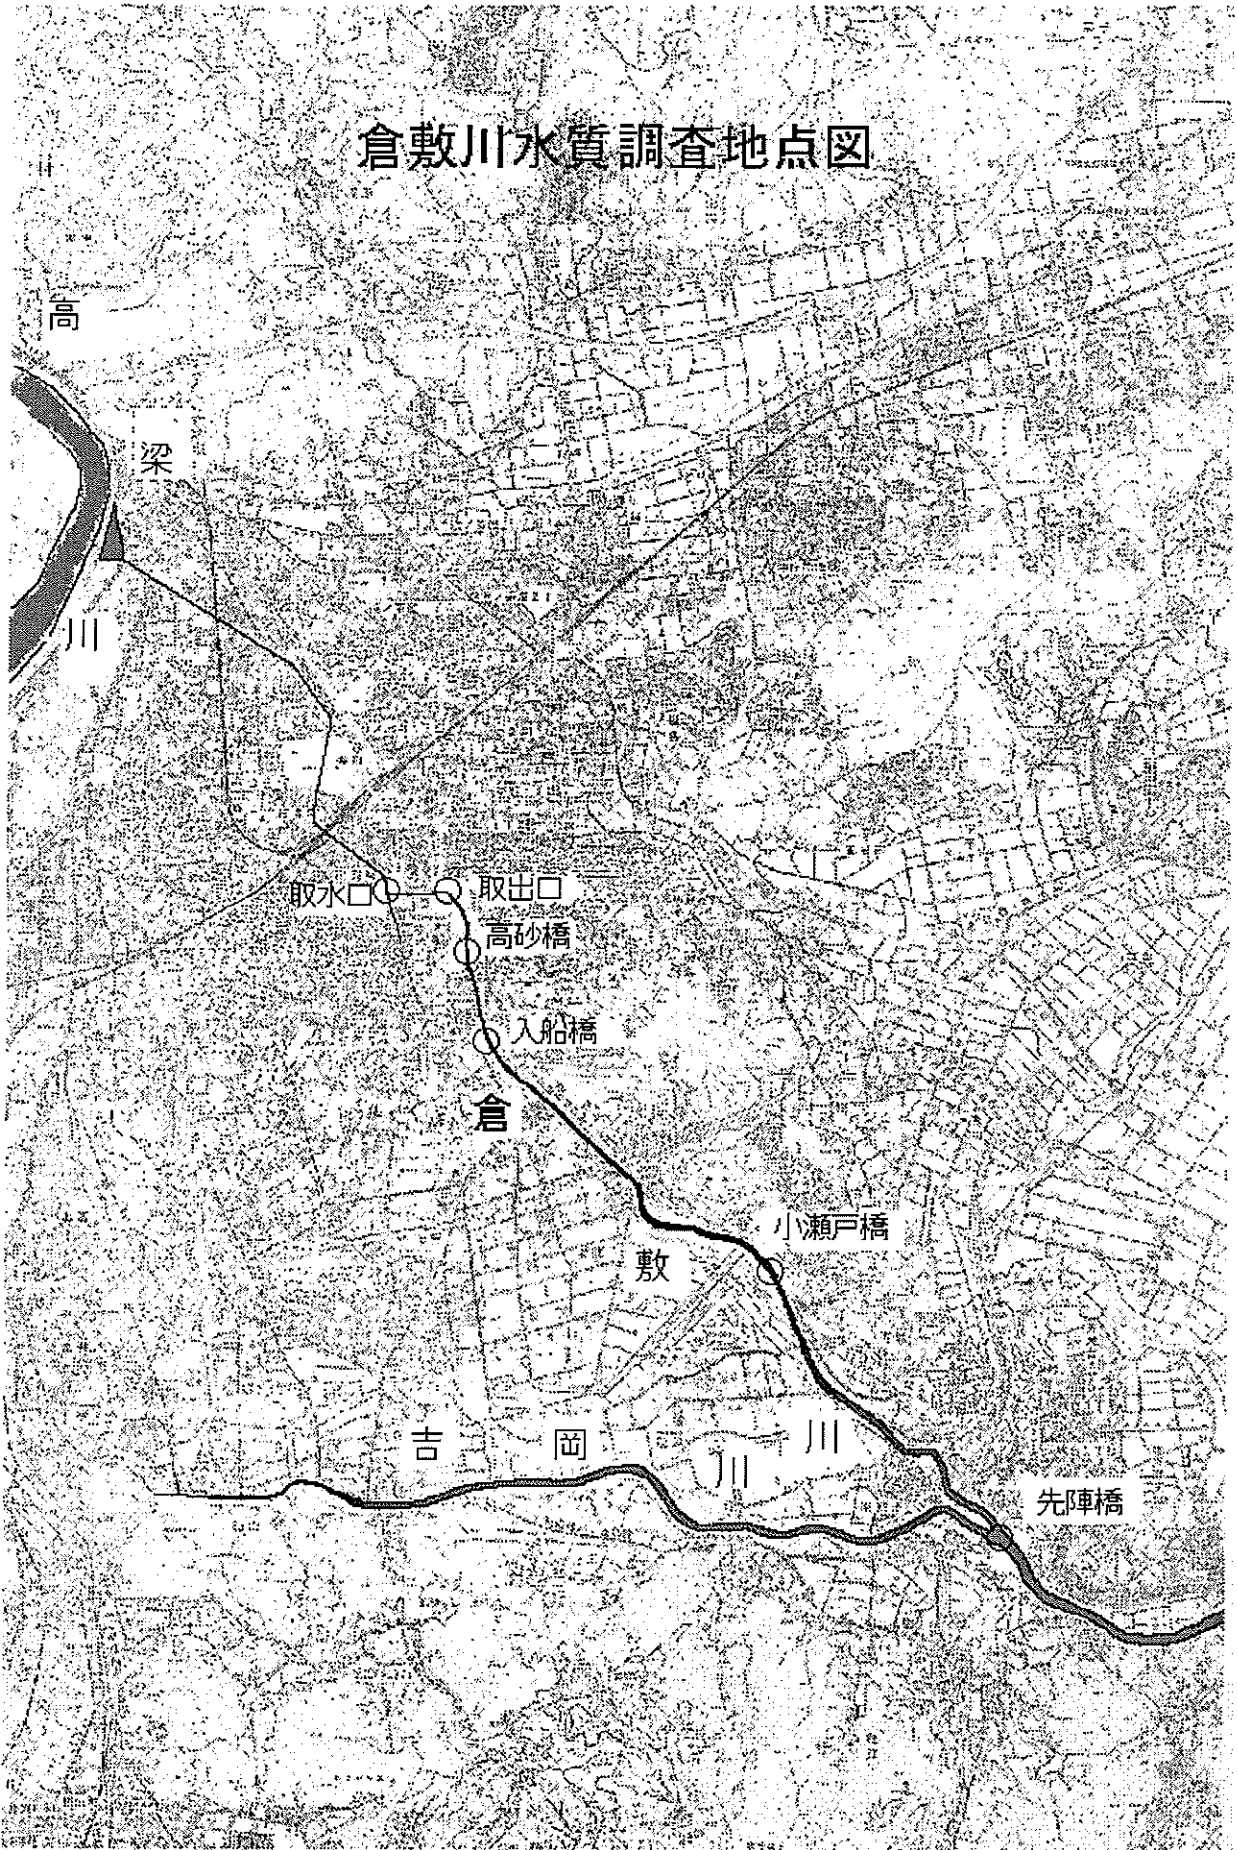 倉敷川水質調査地点図
高
梁
川
取水口
取出口
高砂橋
入船橋
倉
敷
川
小瀬戸橋
吉
岡
川
先陣橋